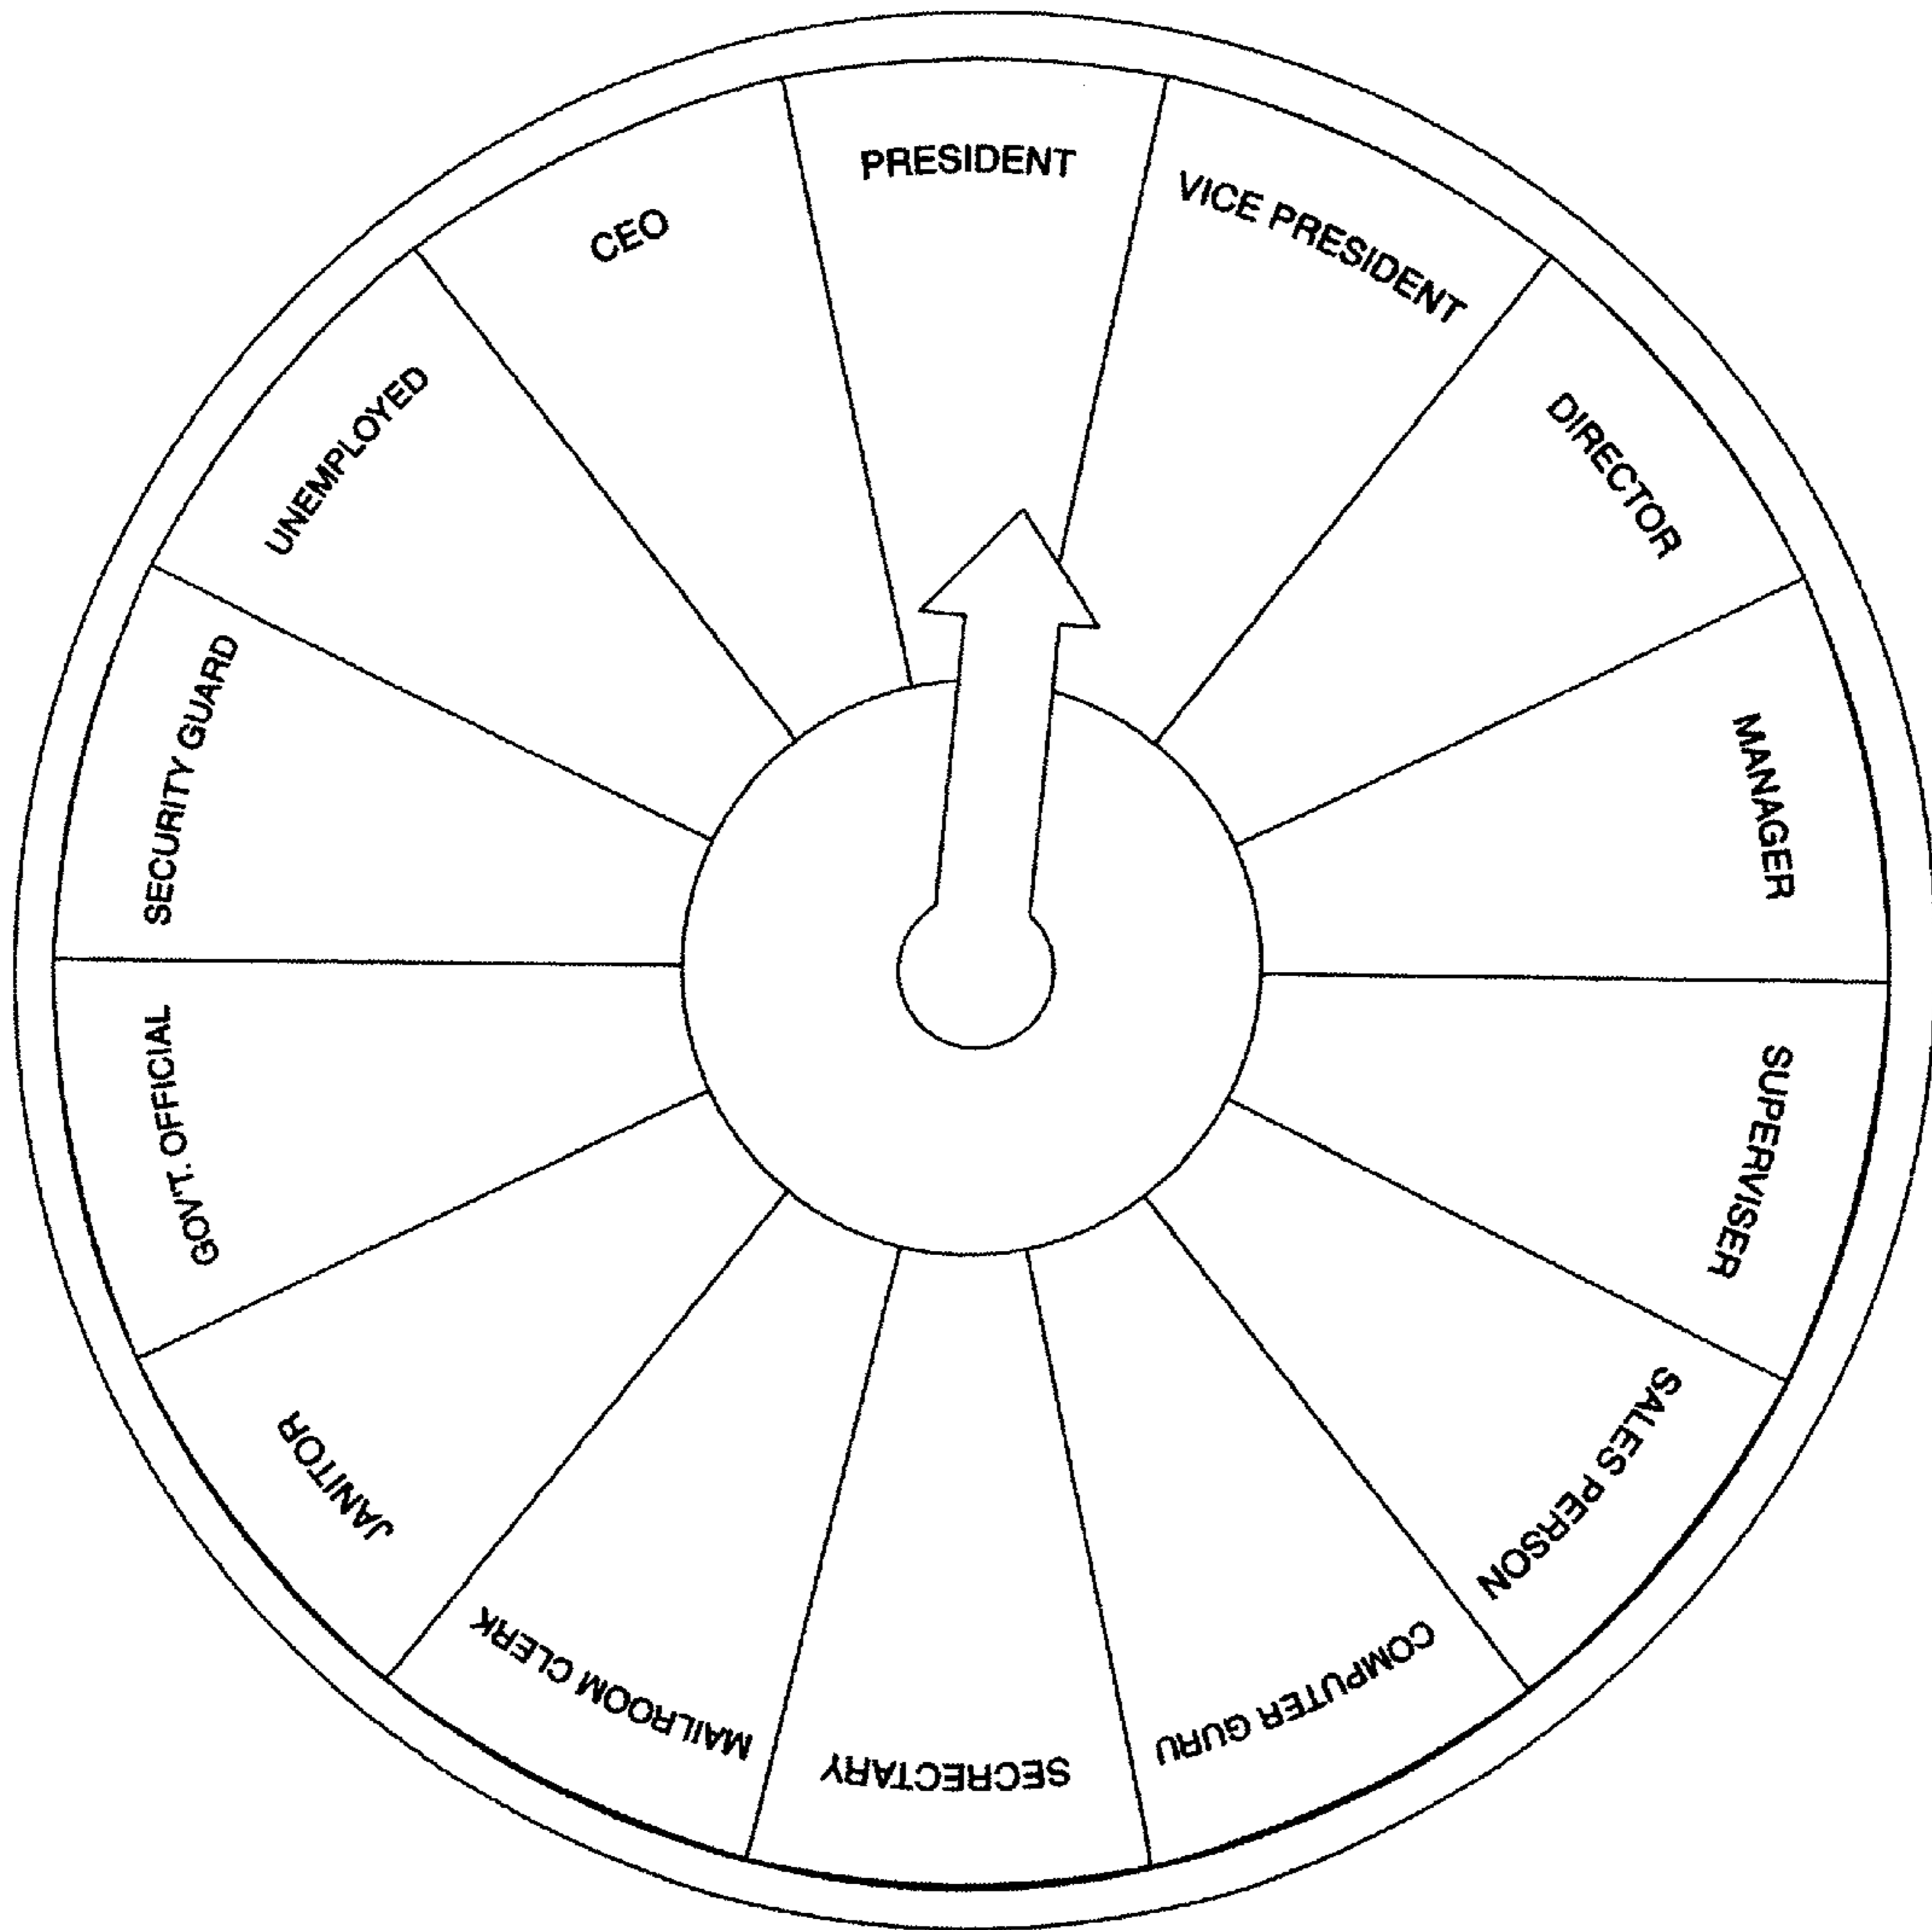 PRESIDENT
VICE PRESIDENT
DIRECTOR
MANAGER
SUPERVISER
SALES PERSON
COMPUTER GURU
SECRECTARY
MAILROOM CLERK
JANITOR
GOV'T. OFFICIAL
SECURITY GUARD
UNEMPLOYED
CEO